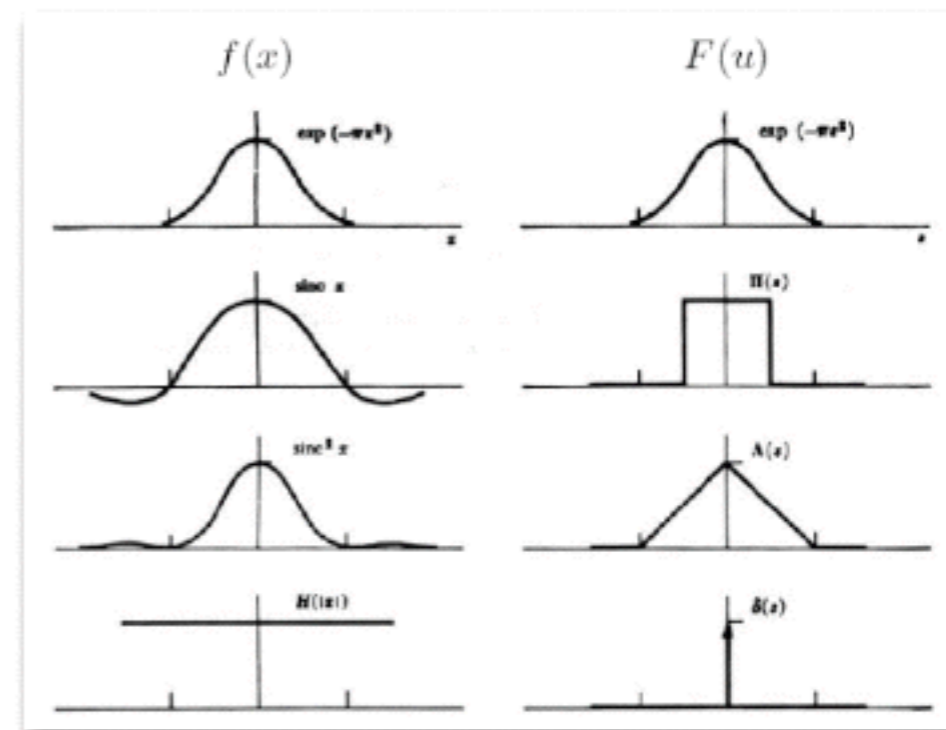 f(x) F(u)
exp (−πx²) exp (−πs²)
x s
sinc x Π(s)
sinc² x Λ(s)
H(|x|) δ(s)